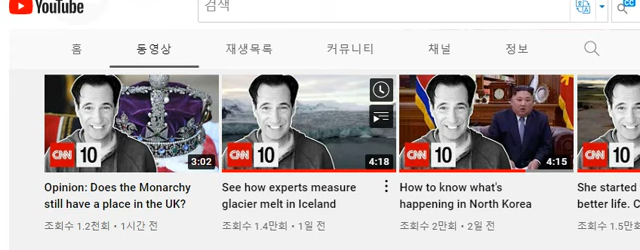 YouTube
검색
홈 동영상 재생목록 커뮤니티 채널 정보
CNN 10 3:02
CNN 10 4:18
CNN 10 4:15
CNN 10
Opinion: Does the Monarchy
still have a place in the UK?
조회수 1.2천회 • 1시간 전
See how experts measure
glacier melt in Iceland
조회수 1.4만회 • 1일 전
How to know what's
happening in North Korea
조회수 2만회 • 2일 전
She started
better life. C
조회수 1.5만회